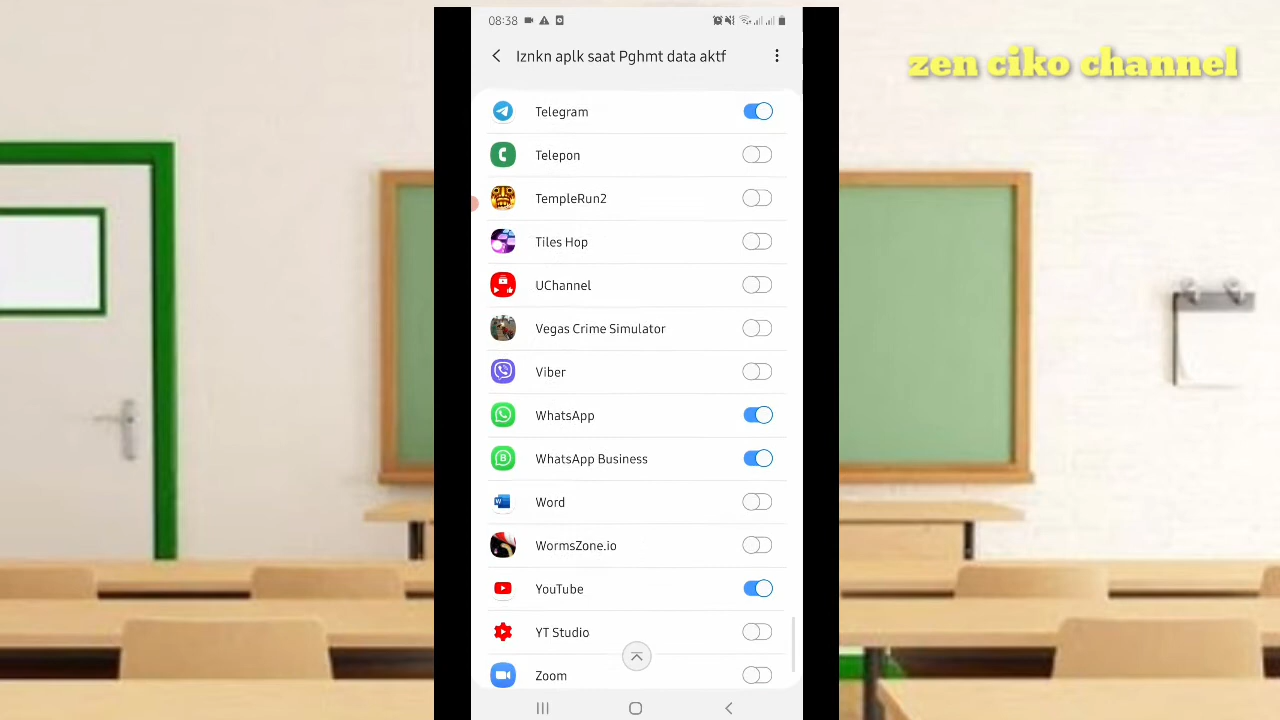 08:38
Iznkn aplk saat Pghmt data aktf
zen ciko channel
Telegram
Telepon
TempleRun2
Tiles Hop
UChannel
Vegas Crime Simulator
Viber
WhatsApp
WhatsApp Business
Word
WormsZone.io
YouTube
YT Studio
Zoom